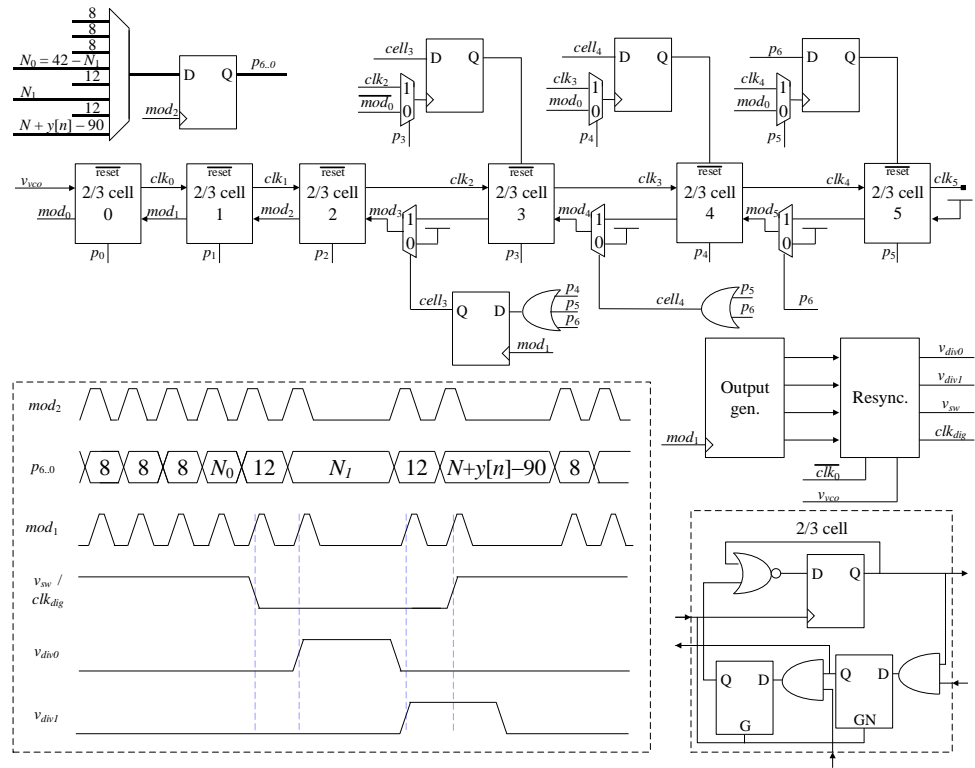 8
8
8
N0 = 42 − N1
12
N1
12
N + y[n] − 90
D Q
mod2
p6..0
cell3
clk2
mod0
1
0
p3
D Q
cell4
clk3
mod0
1
0
p4
D Q
p6
clk4
mod0
1
0
p5
D Q
vvco
mod0
reset
2/3 cell
0
p0
clk0
mod1
reset
2/3 cell
1
p1
clk1
mod2
reset
2/3 cell
2
p2
clk2
mod3
1
0
reset
2/3 cell
3
p3
clk3
mod4
1
0
reset
2/3 cell
4
p4
clk4
mod5
1
0
reset
2/3 cell
5
p5
clk5
cell3
Q D
p4
p5
p6
mod1
cell4
p5
p6
p6
Output
gen.
mod1
Resync.
vdiv0
vdiv1
vsw
clkdig
clk0
vvco
mod2
p6..0
8 8 8 N0 12 N1 12 N+y[n]−90 8
mod1
vsw /
clkdig
vdiv0
vdiv1
2/3 cell
D Q
Q D
G
Q D
GN